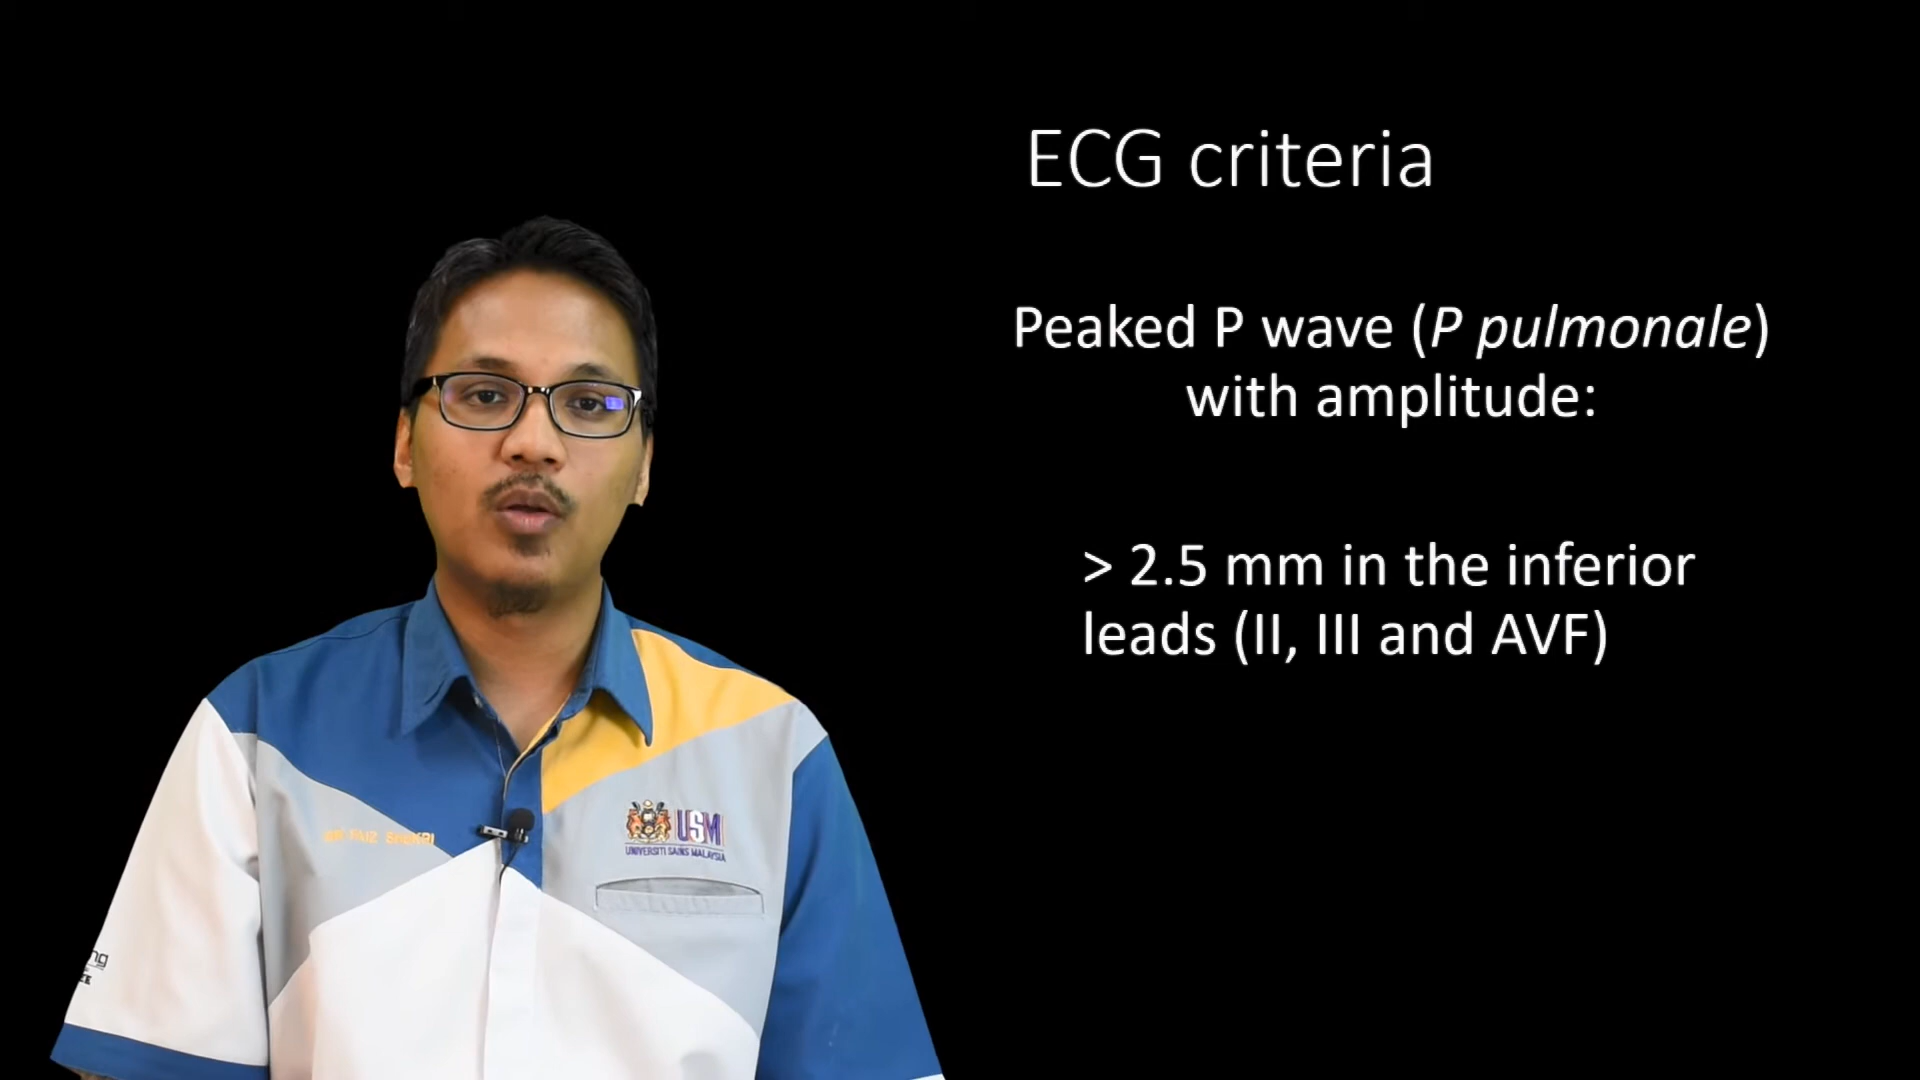 ECG criteria
Peaked P wave (P pulmonale)
with amplitude:
> 2.5 mm in the inferior
leads (II, III and AVF)
USM
UNIVERSITI SAINS MALAYSIA